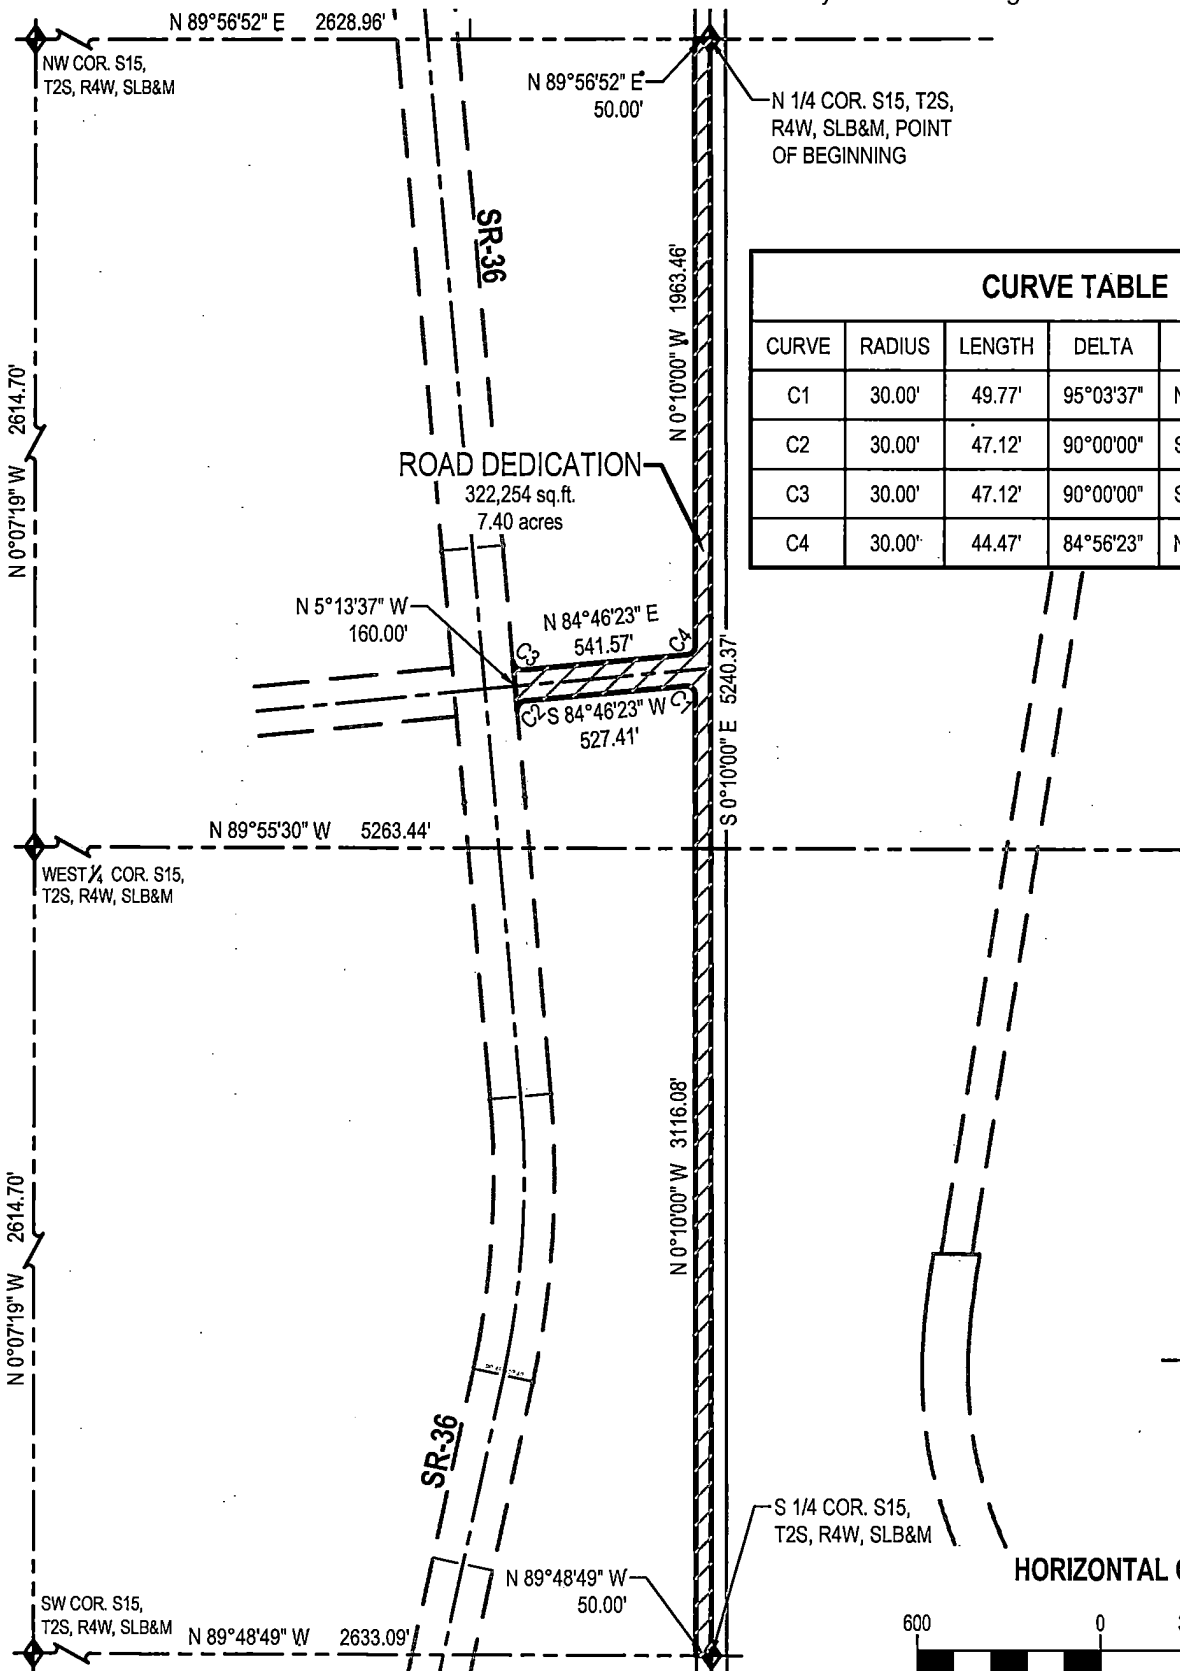 N 89°56'52" E 2628.96'
NW COR. S15,
T2S, R4W, SLB&M
N 89°56'52" E
50.00'
N 1/4 COR. S15, T2S,
R4W, SLB&M, POINT
OF BEGINNING
SR-36
N 0°10'00" W 1963.46'
CURVE TABLE
CURVE RADIUS LENGTH DELTA
C1 30.00' 49.77' 95°03'37" N
C2 30.00' 47.12' 90°00'00" S
C3 30.00' 47.12' 90°00'00" S
C4 30.00' 44.47' 84°56'23" N
N 0°07'19" W 2614.70'
ROAD DEDICATION
322,254 sq.ft.
7.40 acres
N 5°13'37" W
160.00'
N 84°46'23" E
541.57'
C3
C4
C2
C1
S 84°46'23" W
527.41'
S 0°10'00" E 5240.37'
N 89°55'30" W 5263.44'
WEST 1/4 COR. S15,
T2S, R4W, SLB&M
N 0°10'00" W 3116.08'
N 0°07'19" W 2614.70'
SR-36
S 1/4 COR. S15,
T2S, R4W, SLB&M
N 89°48'49" W
50.00'
HORIZONTAL
SW COR. S15,
T2S, R4W, SLB&M
N 89°48'49" W 2633.09'
600 0